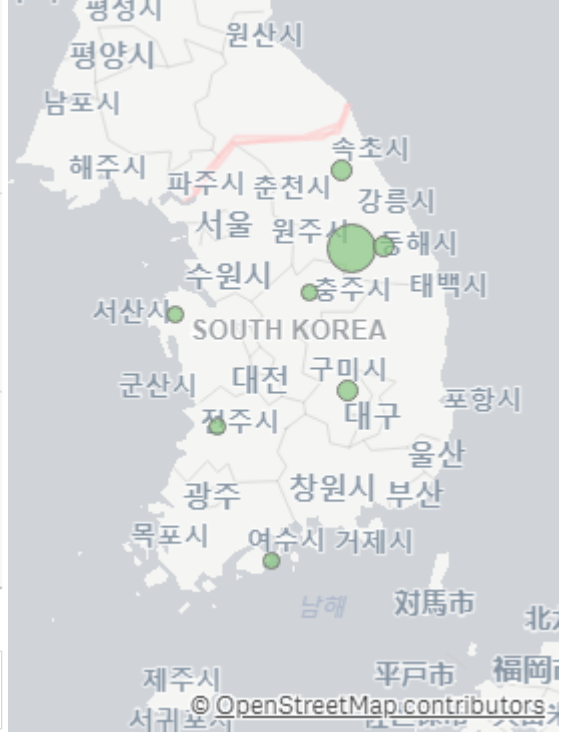 평성시
원산시
평양시
남포시
속초시
해주시
파주시 춘천시
강릉시
서울 원주시
동해시
수원시
충주시 태백시
서산시
SOUTH KOREA
구미시
군산시 대전
포항시
전주시 대구
울산
광주 창원시 부산
목포시 여수시 거제시
남해 対馬市
平戸市
제주시
© OpenStreetMap contributors
서귀포시